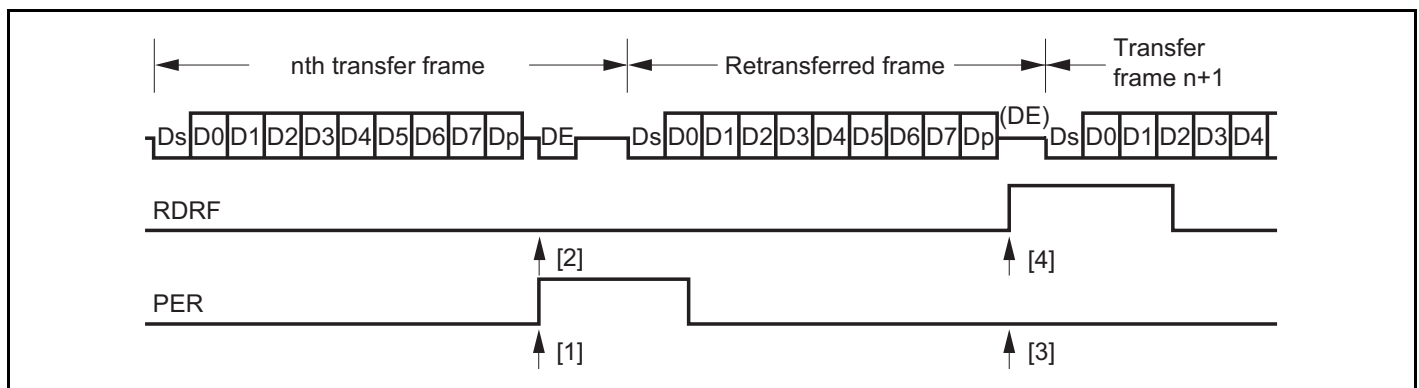 nth transfer frame Retransferred frame Transfer
frame n+1
Ds D0 D1 D2 D3 D4 D5 D6 D7 Dp DE Ds D0 D1 D2 D3 D4 D5 D6 D7 Dp (DE) Ds D0 D1 D2 D3 D4
RDRF
[2] [4]
PER
[1] [3]